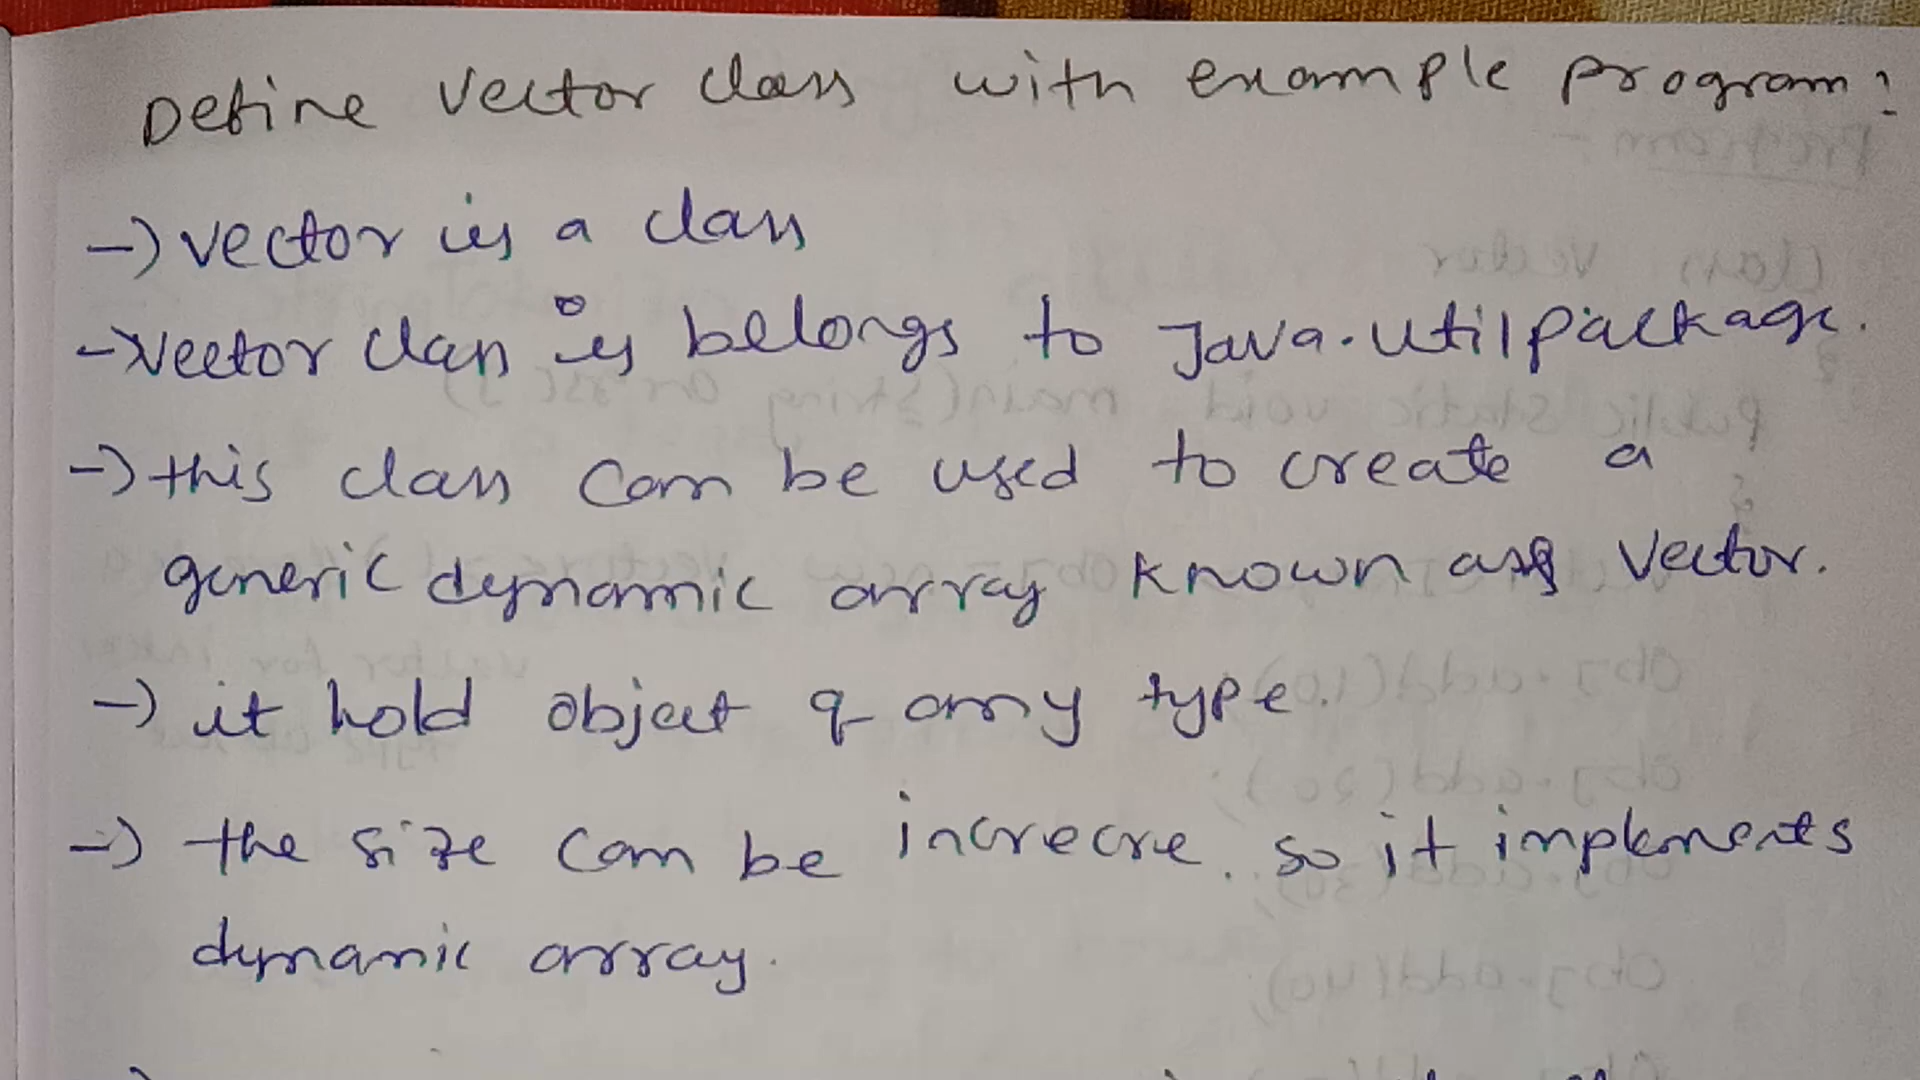 Define Vector class with example program?
-> vector is a class
-> Vector class is belongs to Java.util package.
-> this class can be used to create a
generic dynamic array known as Vector.
-> it hold object of any type.
-> the size can be increcre. so it implements
dynamic array.